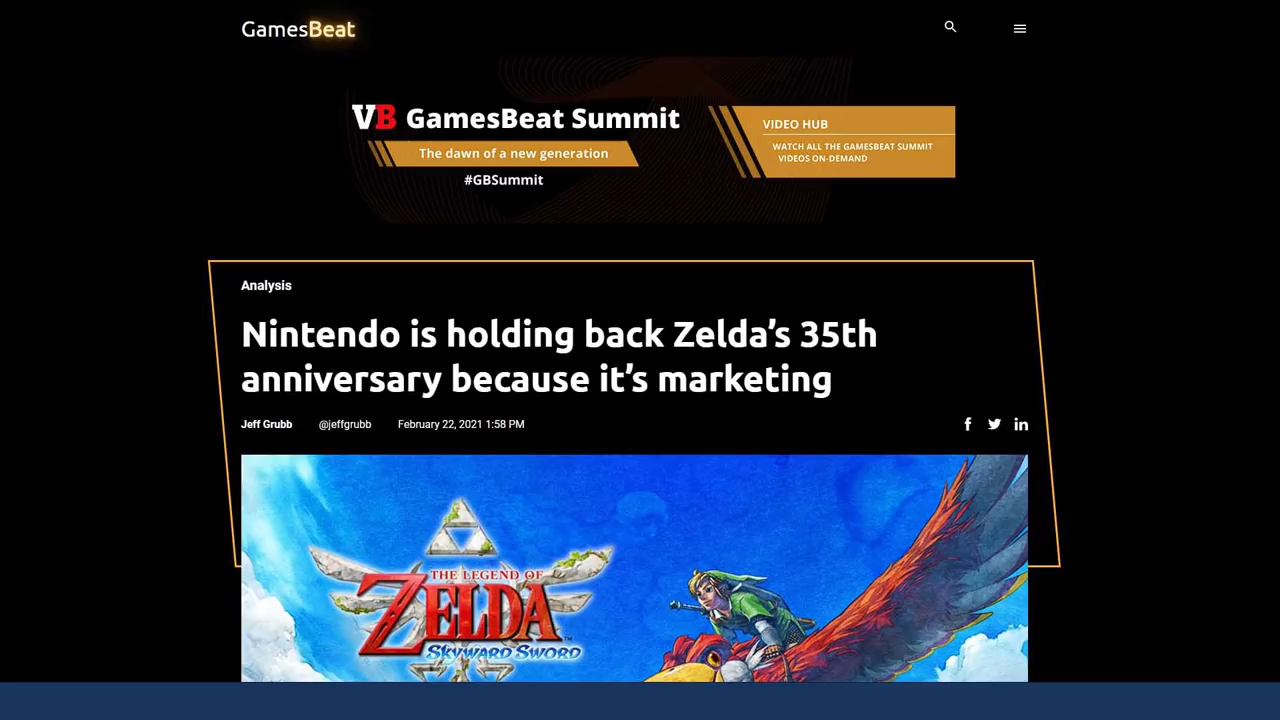 GamesBeat
VB GamesBeat Summit
The dawn of a new generation
#GBSummit
VIDEO HUB
WATCH ALL THE GAMESBEAT SUMMIT
VIDEOS ON-DEMAND
Analysis
Nintendo is holding back Zelda’s 35th
anniversary because it’s marketing
Jeff Grubb @jeffgrubb February 22, 2021 1:58 PM
THE LEGEND OF
ZELDA
SKYWARD SWORD